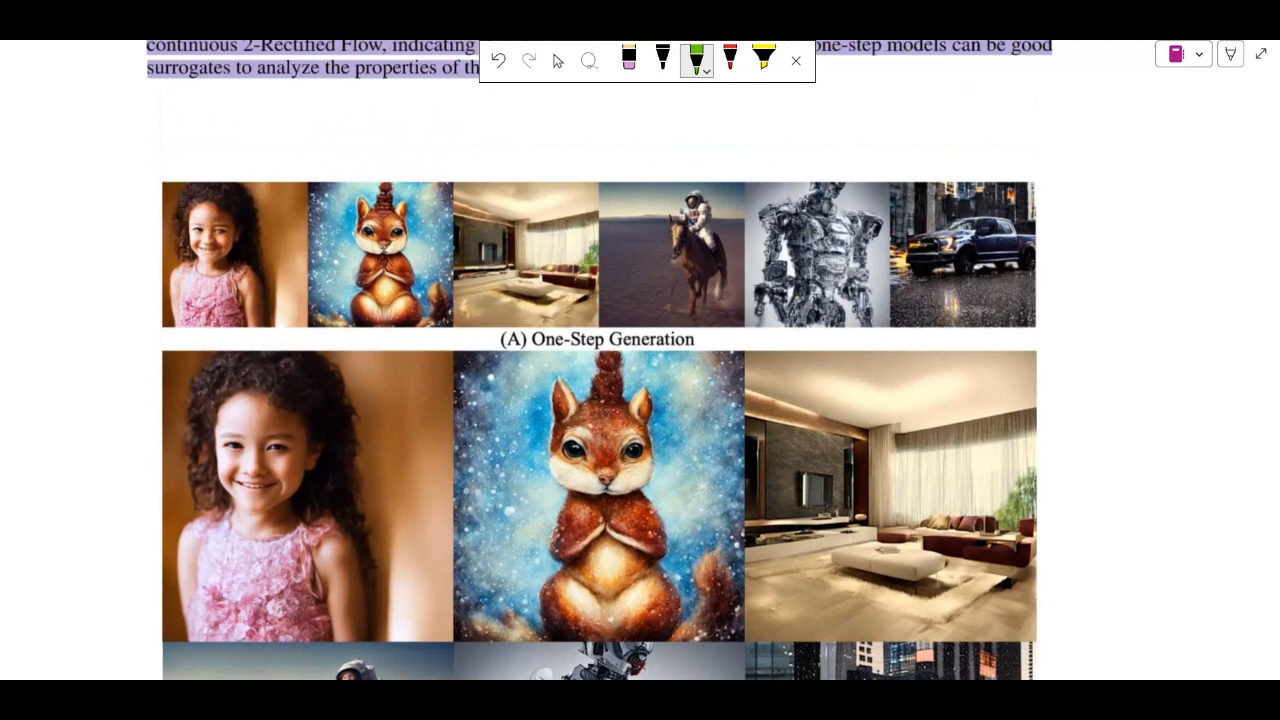 continuous 2-Rectified Flow, indicating one-step models can be good
surrogates to analyze the properties of th
(A) One-Step Generation